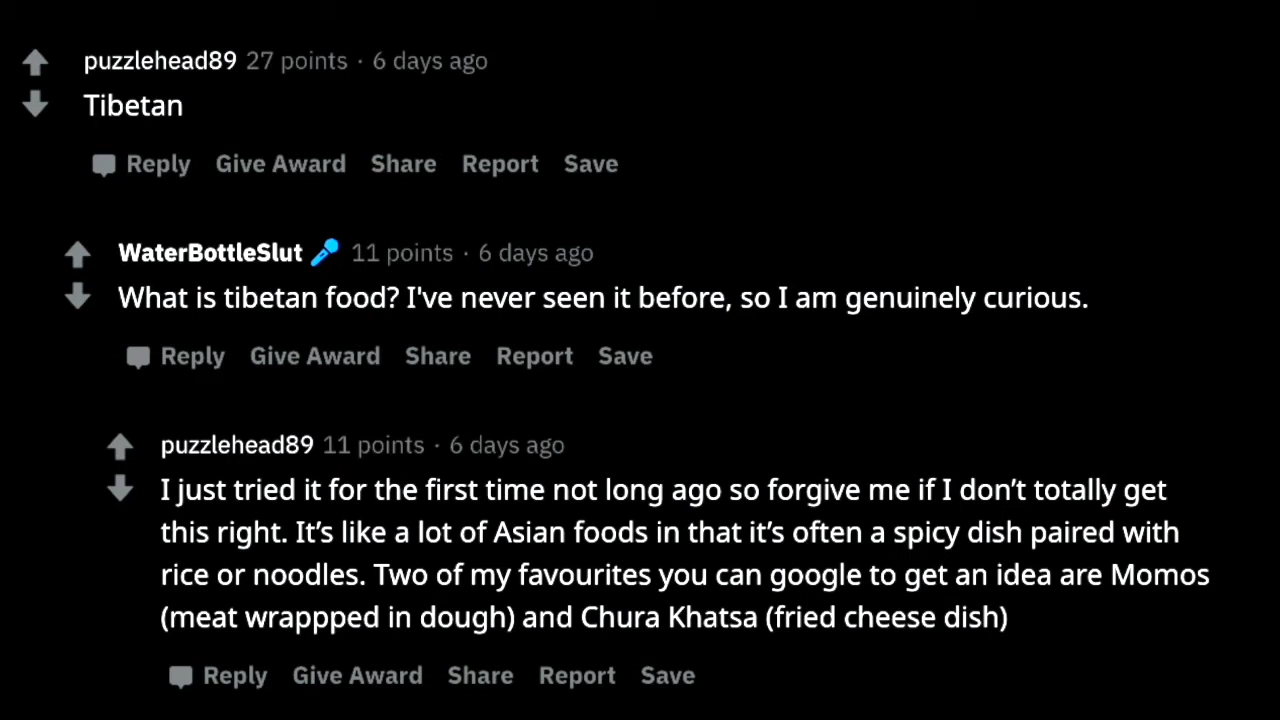 puzzlehead89 27 points · 6 days ago
Tibetan
Reply Give Award Share Report Save
WaterBottleSlut 11 points · 6 days ago
What is tibetan food? I've never seen it before, so I am genuinely curious.
Reply Give Award Share Report Save
puzzlehead89 11 points · 6 days ago
I just tried it for the first time not long ago so forgive me if I don’t totally get
this right. It’s like a lot of Asian foods in that it’s often a spicy dish paired with
rice or noodles. Two of my favourites you can google to get an idea are Momos
(meat wrappped in dough) and Chura Khatsa (fried cheese dish)
Reply Give Award Share Report Save